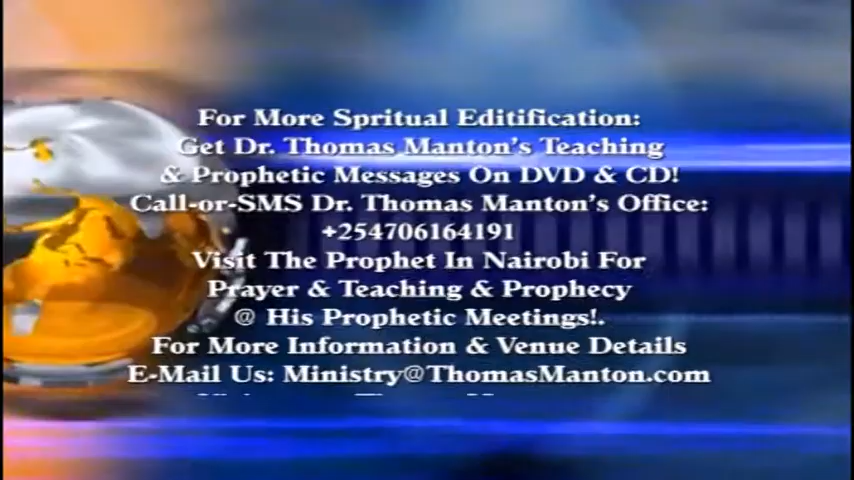 For More Spritual Editification:
Get Dr. Thomas Manton's Teaching
& Prophetic Messages On DVD & CD!
Call-or-SMS Dr. Thomas Manton's Office:
+254706164191
Visit The Prophet In Nairobi For
Prayer & Teaching & Prophecy
@ His Prophetic Meetings!.
For More Information & Venue Details
E-Mail Us: Ministry@ThomasManton.com